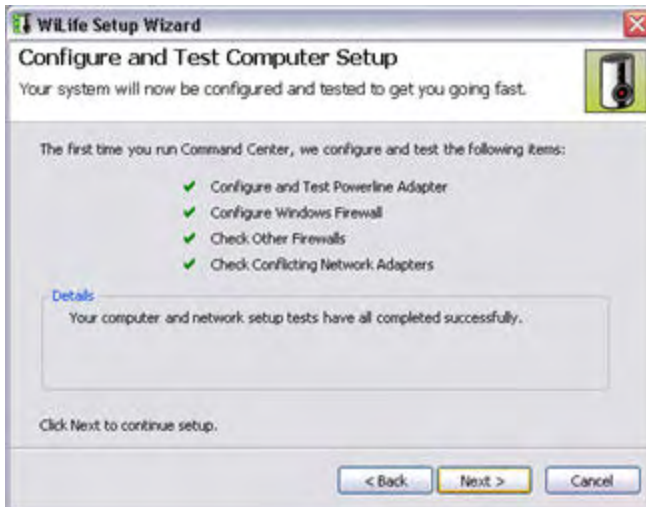 WiLife Setup Wizard
Configure and Test Computer Setup
Your system will now be configured and tested to get you going fast.
The first time you run Command Center, we configure and test the following items:
Configure and Test Powerline Adapter
Configure Windows Firewall
Check Other Firewalls
Check Conflicting Network Adapters
Details
Your computer and network setup tests have all completed successfully.
Click Next to continue setup.
< Back Next > Cancel